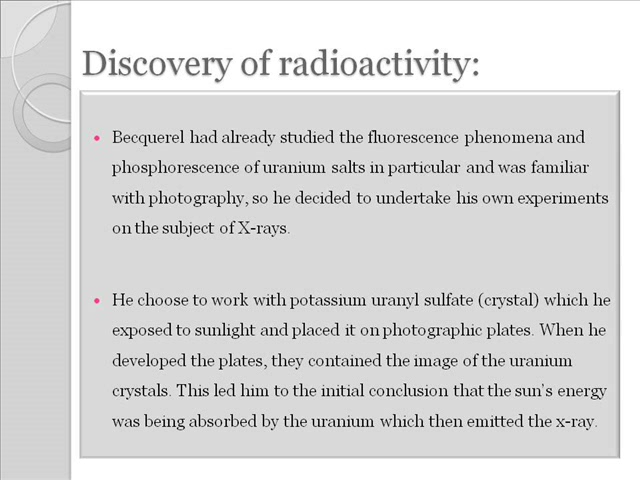 Discovery of radioactivity:
• Becquerel had already studied the fluorescence phenomena and
phosphorescence of uranium salts in particular and was familiar
with photography, so he decided to undertake his own experiments
on the subject of X-rays.
• He choose to work with potassium uranyl sulfate (crystal) which he
exposed to sunlight and placed it on photographic plates. When he
developed the plates, they contained the image of the uranium
crystals. This led him to the initial conclusion that the sun's energy
was being absorbed by the uranium which then emitted the x-ray.